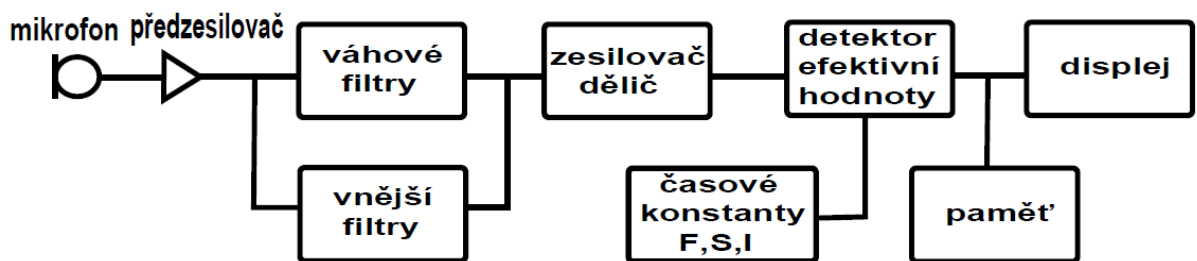 mikrofon
předzesilovač
váhové
filtry
vnější
filtry
zesilovač
dělič
detektor
efektivní
hodnoty
časové
konstanty
F,S,I
displej
paměť